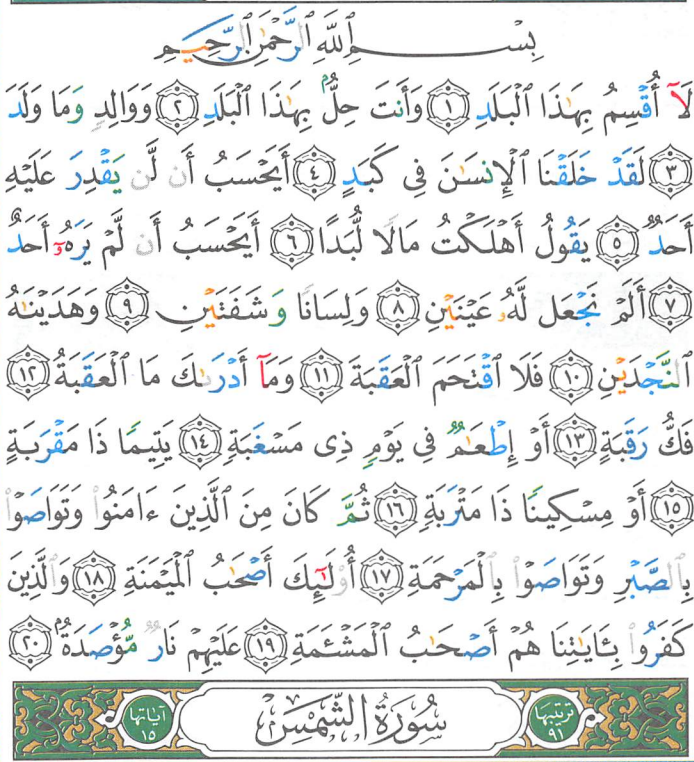 بِسْمِ ٱللَّهِ ٱلرَّحْمَٰنِ ٱلرَّحِيمِ
لَآ أُقْسِمُ بِهَٰذَا ٱلْبَلَدِ ١ وَأَنتَ حِلٌّۢ بِهَٰذَا ٱلْبَلَدِ ٢ وَوَالِدٍ وَمَا وَلَدَ
٣ لَقَدْ خَلَقْنَا ٱلْإِنسَٰنَ فِى كَبَدٍ ٤ أَيَحْسَبُ أَن لَّن يَقْدِرَ عَلَيْهِ
أَحَدٌ ٥ يَقُولُ أَهْلَكْتُ مَالًا لُّبَدًا ٦ أَيَحْسَبُ أَن لَّمْ يَرَهُۥٓ أَحَدٌ
٧ أَلَمْ نَجْعَل لَّهُۥ عَيْنَيْنِ ٨ وَلِسَانًا وَشَفَتَيْنِ ٩ وَهَدَيْنَٰهُ
ٱلنَّجْدَيْنِ ١٠ فَلَا ٱقْتَحَمَ ٱلْعَقَبَةَ ١١ وَمَآ أَدْرَىٰكَ مَا ٱلْعَقَبَةُ ١٢
فَكُّ رَقَبَةٍ ١٣ أَوْ إِطْعَٰمٌ فِى يَوْمٍ ذِى مَسْغَبَةٍ ١٤ يَتِيمًا ذَا مَقْرَبَةٍ
١٥ أَوْ مِسْكِينًا ذَا مَتْرَبَةٍ ١٦ ثُمَّ كَانَ مِنَ ٱلَّذِينَ ءَامَنُوا۟ وَتَوَاصَوْا۟
بِٱلصَّبْرِ وَتَوَاصَوْا۟ بِٱلْمَرْحَمَةِ ١٧ أُو۟لَٰٓئِكَ أَصْحَٰبُ ٱلْمَيْمَنَةِ ١٨ وَٱلَّذِينَ
كَفَرُوا۟ بِـَٔايَٰتِنَا هُمْ أَصْحَٰبُ ٱلْمَشْـَٔمَةِ ١٩ عَلَيْهِمْ نَارٌ مُّؤْصَدَةٌۢ ٢٠
ترتيبها ٩١ سُورَةُ الشَّمْسِ آياتها ١٥